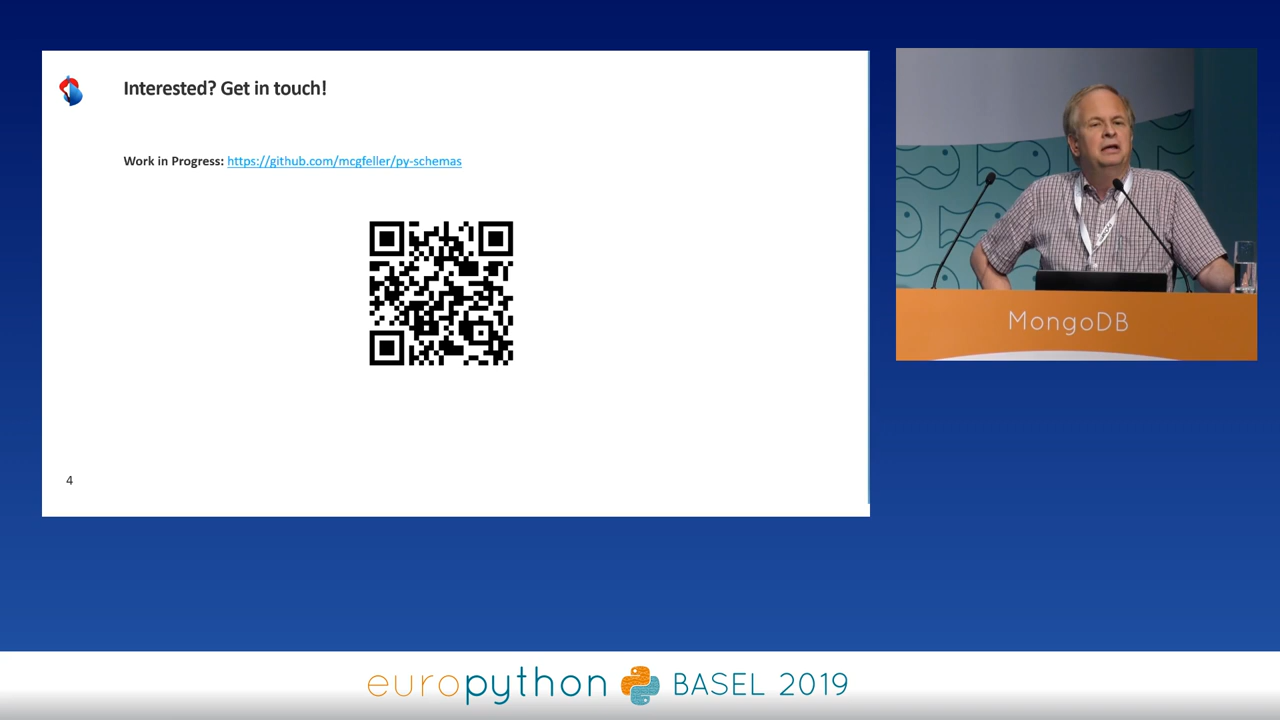 Interested? Get in touch!
Work in Progress: https://github.com/mcgfeller/py-schemas
4
MongoDB
europython BASEL 2019